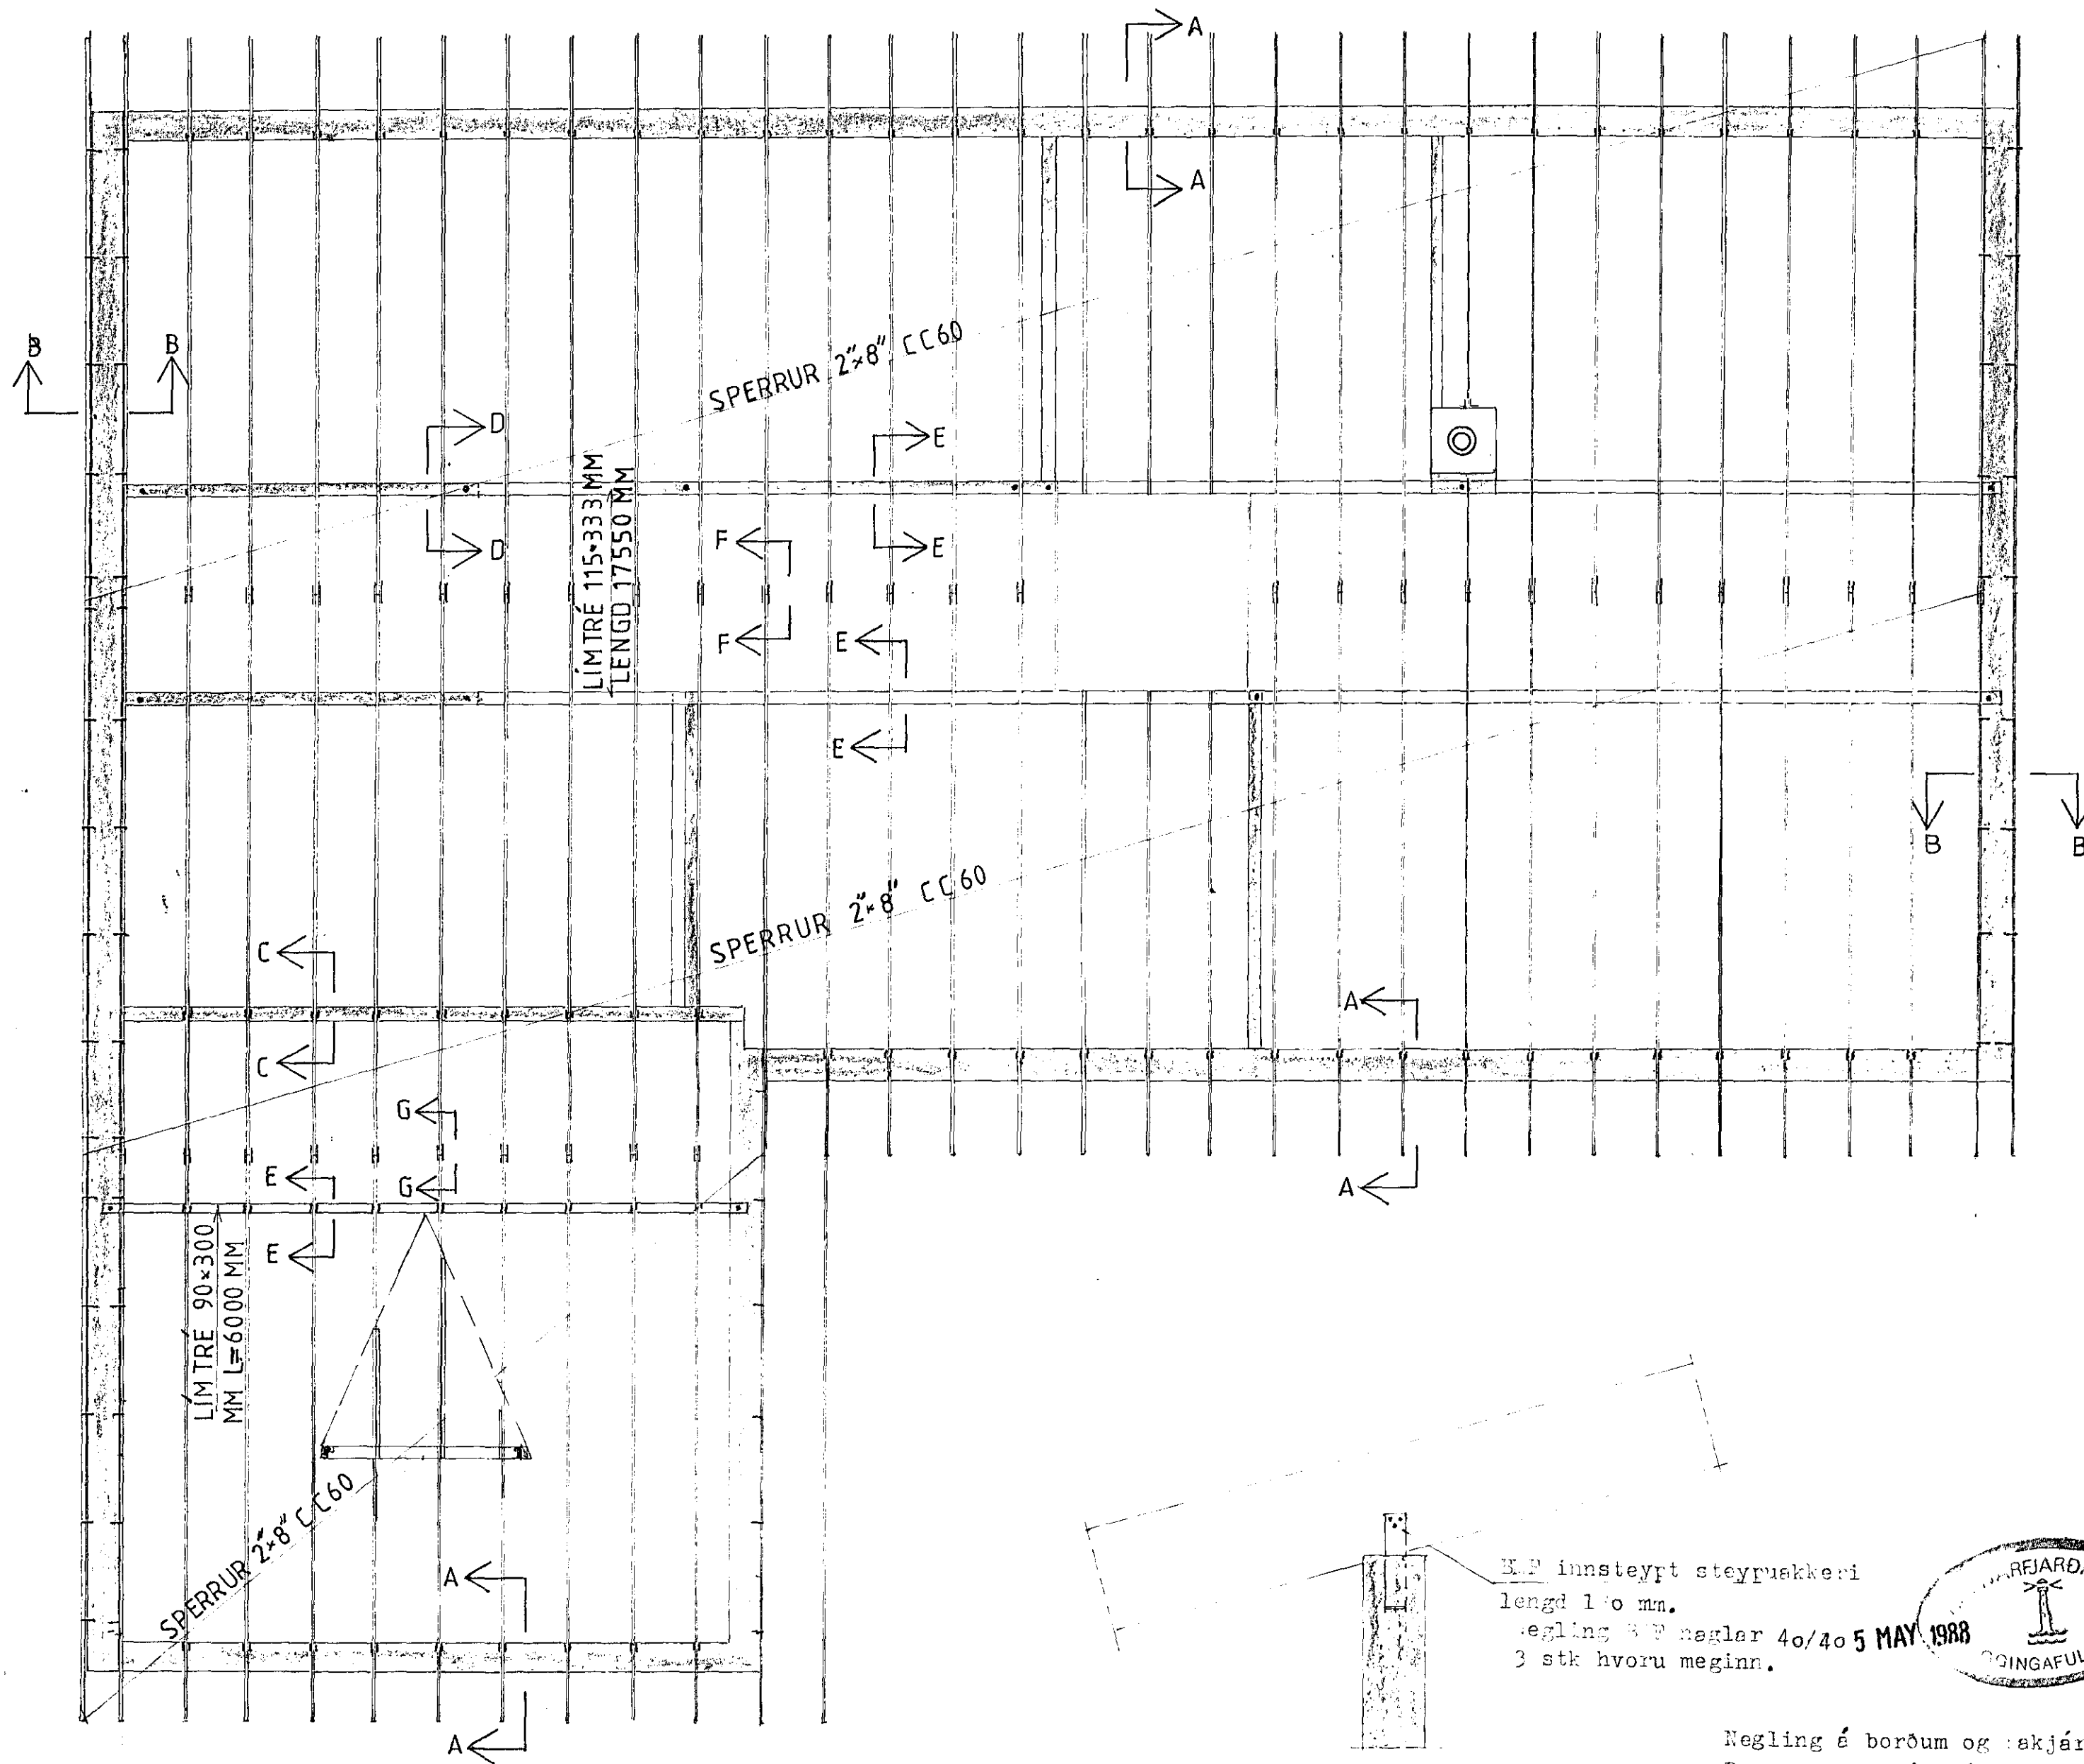 A
A
B
B
SPERRUR 2"×8" CC60
D
E
D
E
LÍMTRÉ 115×333 MM
LENGD 17550 MM
F
F
E
E
B
B
SPERRUR 2"×8" CC60
C
C
A
A
G
G
E
E
LÍMTRÉ 90×300
MM L=6000 MM
SPERRUR 2"×8" CC60
A
A
innsteypt steypuakkeri
lengd mm.
naglar 40/40
3 stk hvoru meginn.
5 MAY 1988
Negling á borðum og